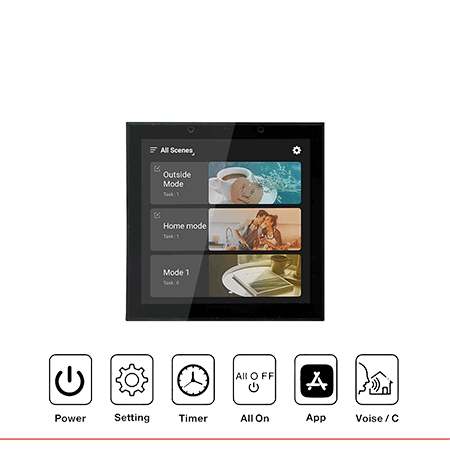 All Scenes
Outside
Mode
Task : 1
Home mode
Task : 1
Mode 1
Task : 6
All O FF
Power
Setting
Timer
All On
App
Voise / C